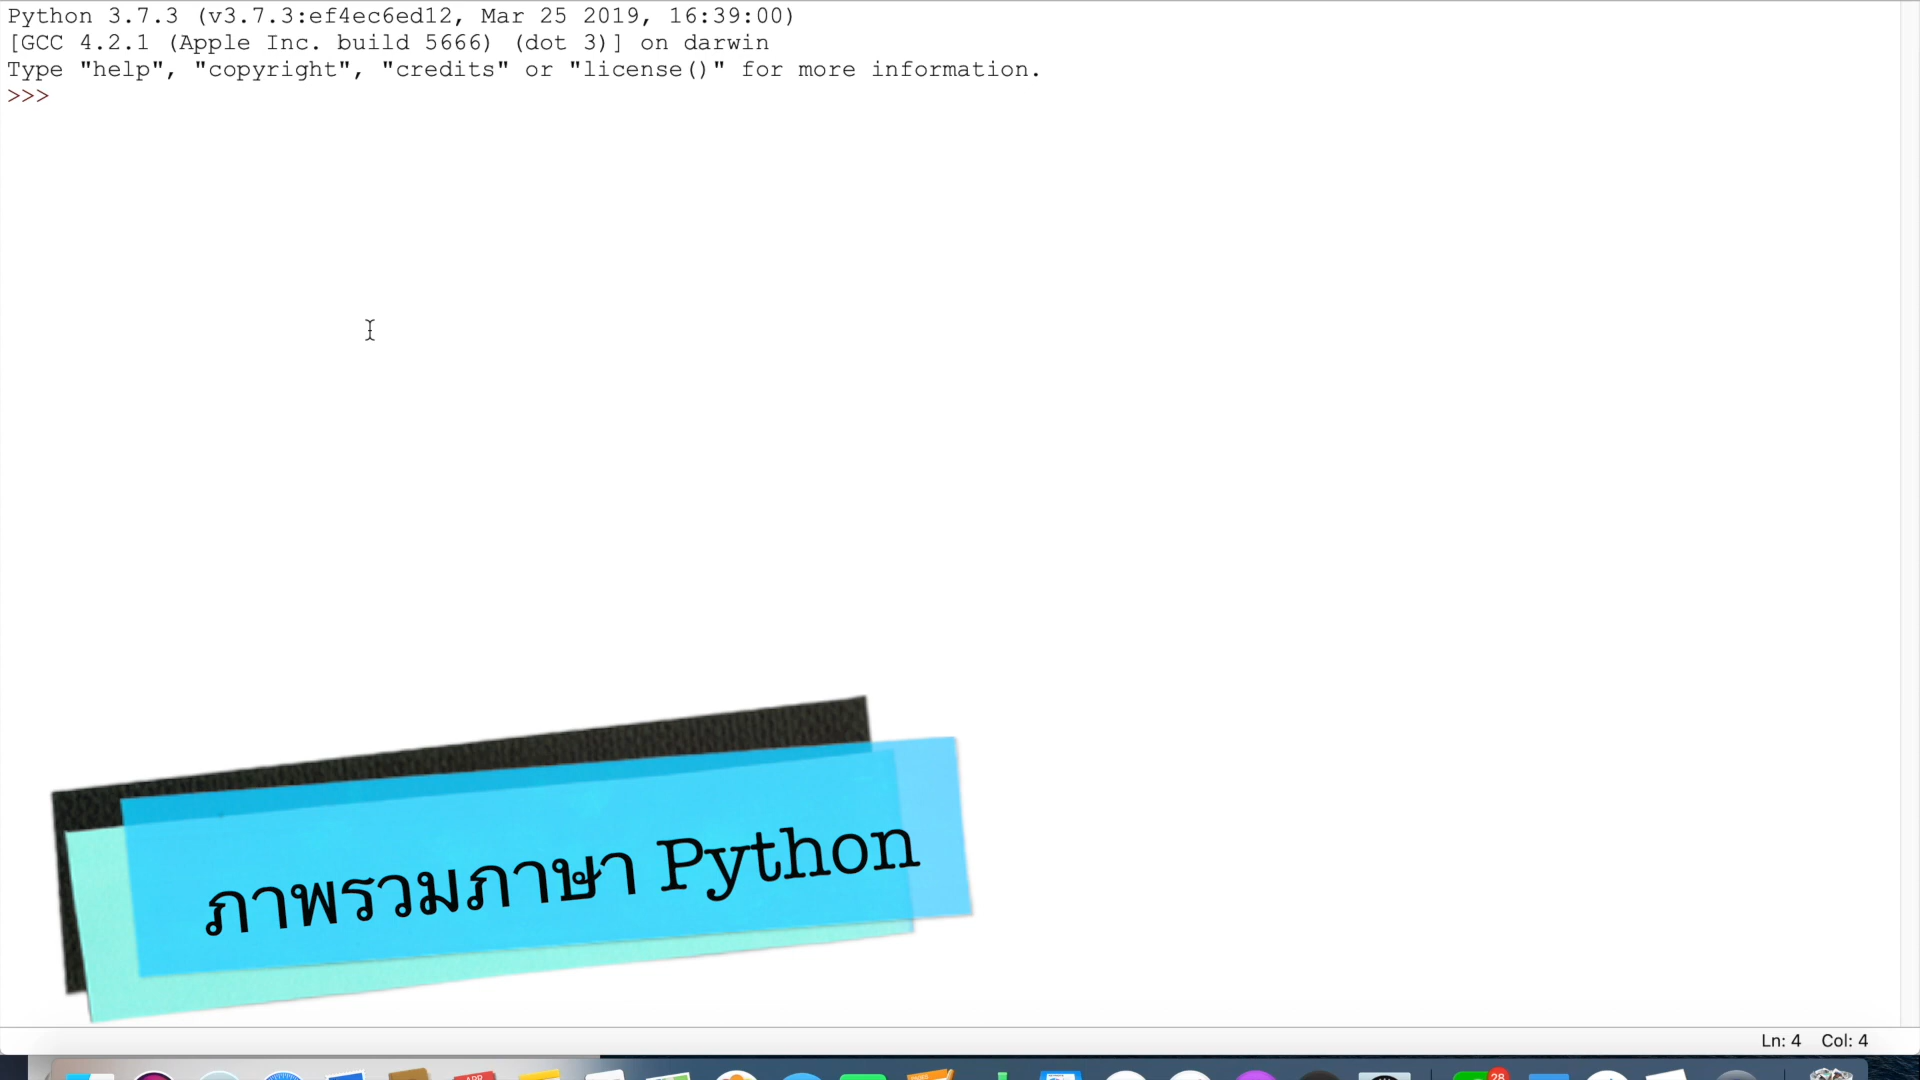 Python 3.7.3 (v3.7.3:ef4ec6ed12, Mar 25 2019, 16:39:00)
[GCC 4.2.1 (Apple Inc. build 5666) (dot 3)] on darwin
Type "help", "copyright", "credits" or "license()" for more information.
>>>
ภาพรวมภาษา Python
Ln: 4 Col: 4
APR
28